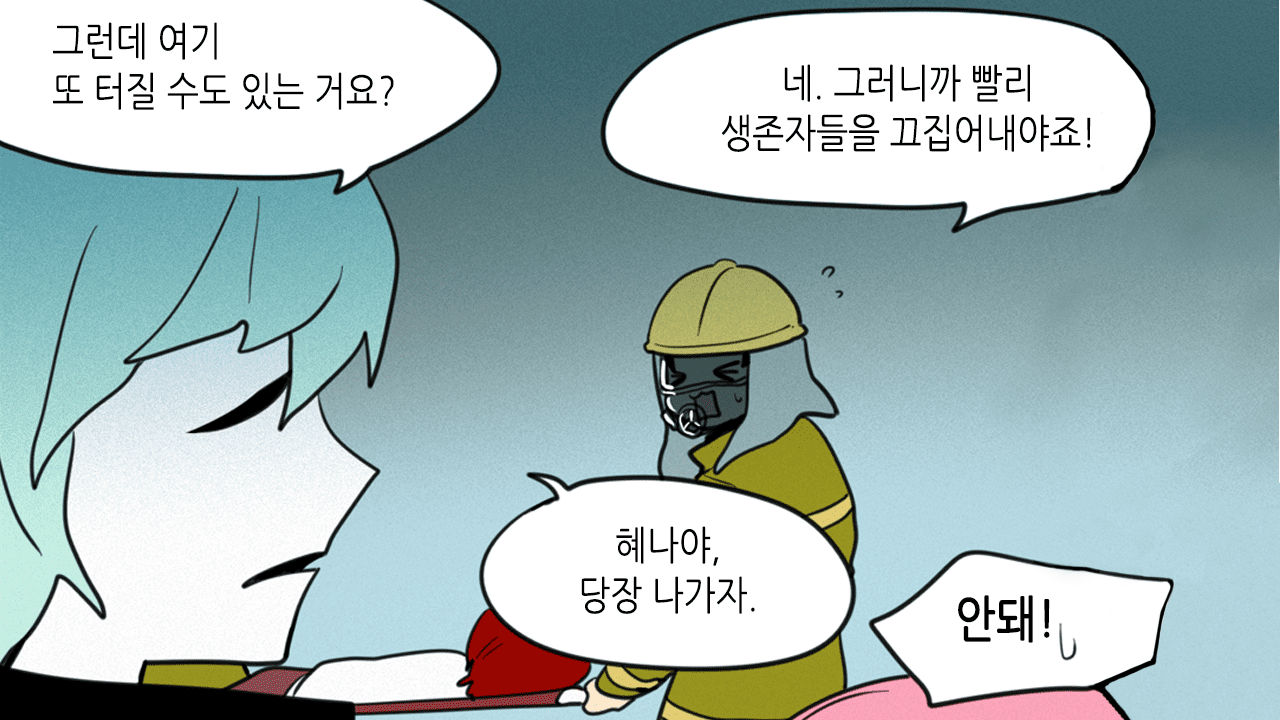 그런데 여기
또 터질 수도 있는 거요?
네. 그러니까 빨리
생존자들을 끄집어내야죠!
혜나야,
당장 나가자.
안돼!